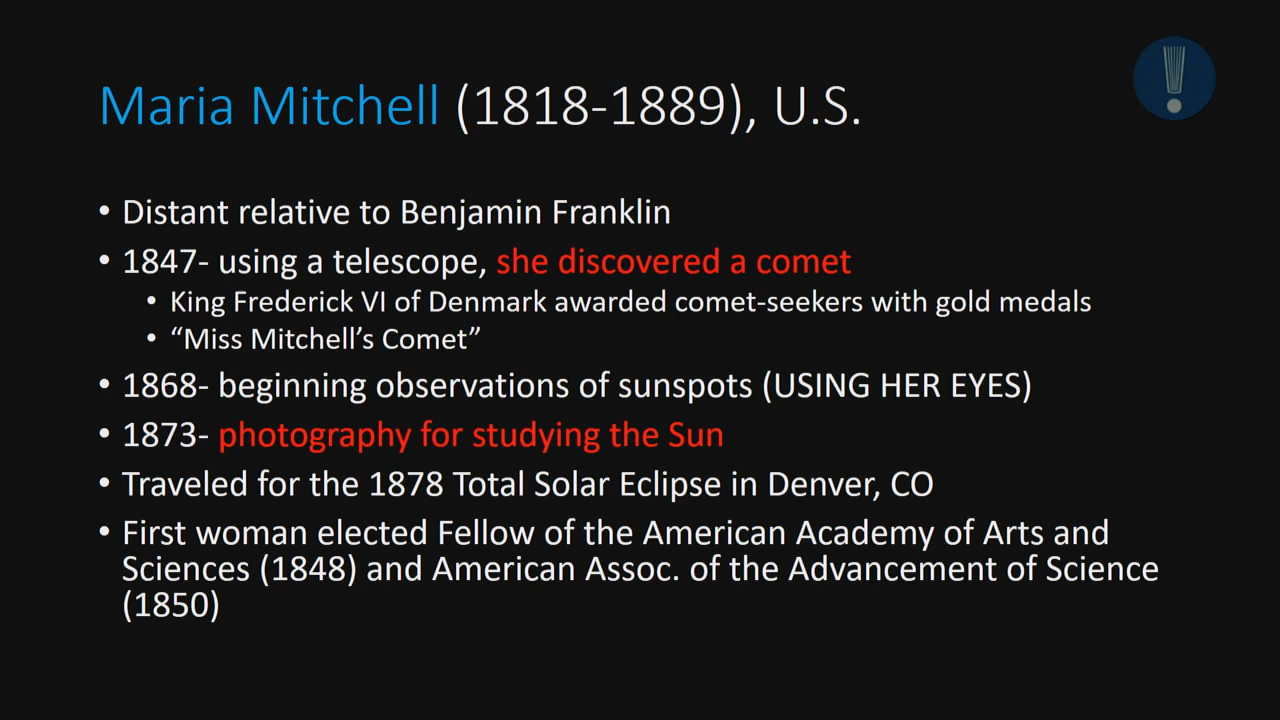 Maria Mitchell (1818-1889), U.S.
• Distant relative to Benjamin Franklin
• 1847- using a telescope, she discovered a comet
• King Frederick VI of Denmark awarded comet-seekers with gold medals
• “Miss Mitchell’s Comet”
• 1868- beginning observations of sunspots (USING HER EYES)
• 1873- photography for studying the Sun
• Traveled for the 1878 Total Solar Eclipse in Denver, CO
• First woman elected Fellow of the American Academy of Arts and
Sciences (1848) and American Assoc. of the Advancement of Science
(1850)